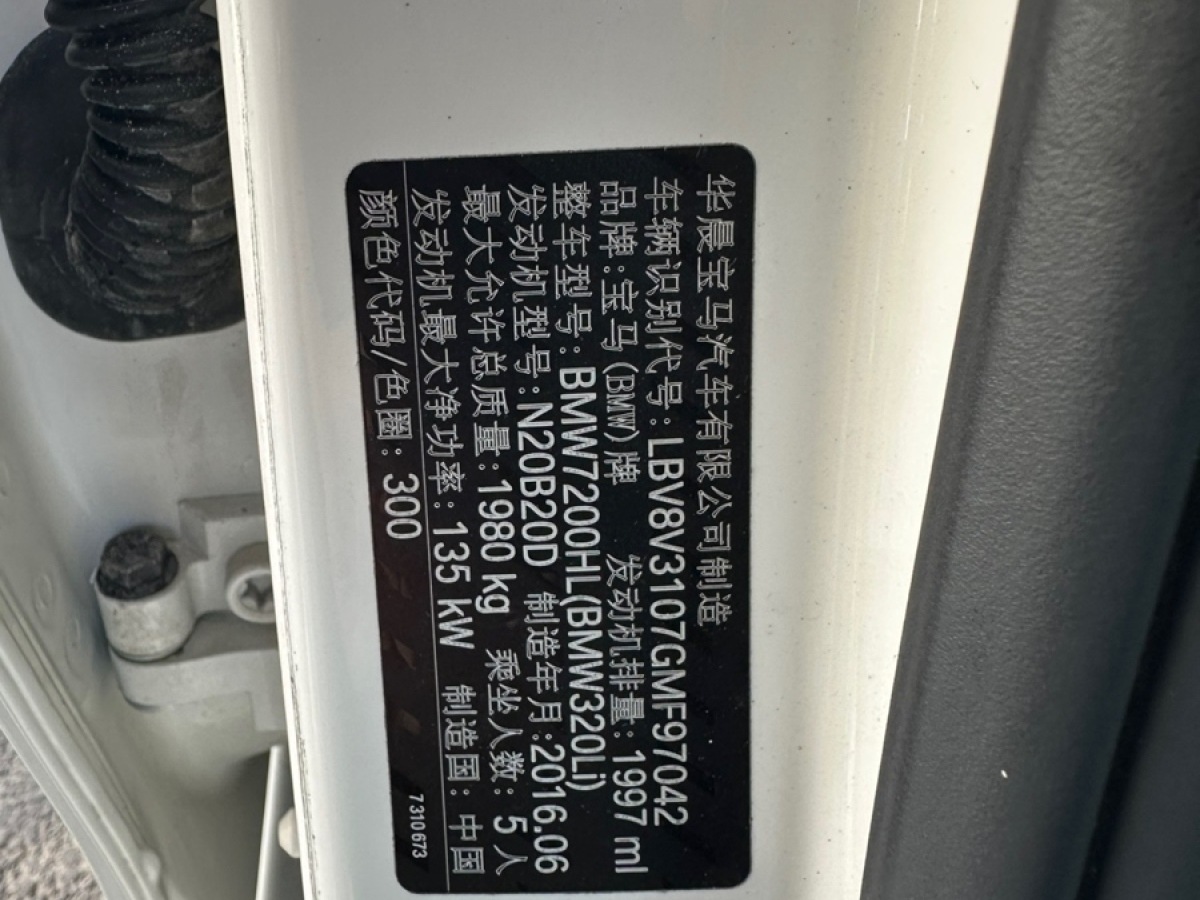 华晨宝马汽车有限公司制造
车辆识别代号:LBV8V3107GMF97042
品牌:宝马(BMW)牌 发动机排量:1997 ml
整车型号:BMW7200HL(BMW320Li)
发动机型号:N20B20D 制造年月:2016.06
最大允许总质量:1980 kg 乘坐人数:5人
发动机最大净功率:135 kW 制造国:中国
颜色代码/色圈:300 7 310 673